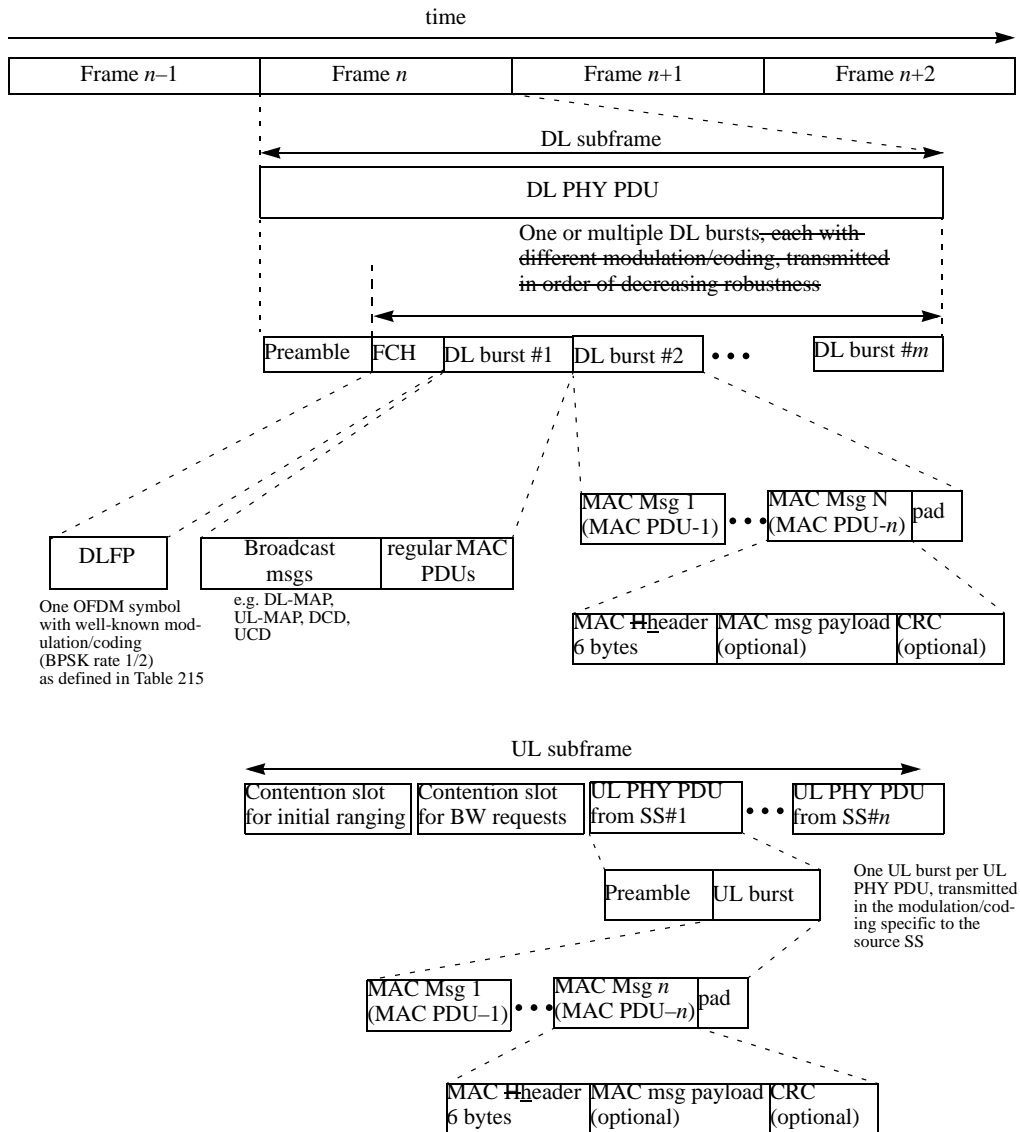 time
Frame n–1 Frame n Frame n+1 Frame n+2
DL subframe
DL PHY PDU
One or multiple DL bursts, each with
different modulation/coding, transmitted
in order of decreasing robustness
Preamble FCH DL burst #1 DL burst #2 ••• DL burst #m
MAC Msg 1
(MAC PDU-1)
•••
MAC Msg N
(MAC PDU-n)
pad
DLFP
Broadcast
msgs
regular MAC
PDUs
One OFDM symbol
with well-known mod-
ulation/coding
(BPSK rate 1/2)
as defined in Table 215
e.g. DL-MAP,
UL-MAP, DCD,
UCD
MAC Hheader
6 bytes
MAC msg payload
(optional)
CRC
(optional)
UL subframe
Contention slot
for initial ranging
Contention slot
for BW requests
UL PHY PDU
from SS#1
•••
UL PHY PDU
from SS#n
Preamble UL burst
One UL burst per UL
PHY PDU, transmitted
in the modulation/cod-
ing specific to the
source SS
MAC Msg 1
(MAC PDU–1)
•••
MAC Msg n
(MAC PDU–n)
pad
MAC Hheader
6 bytes
MAC msg payload
(optional)
CRC
(optional)